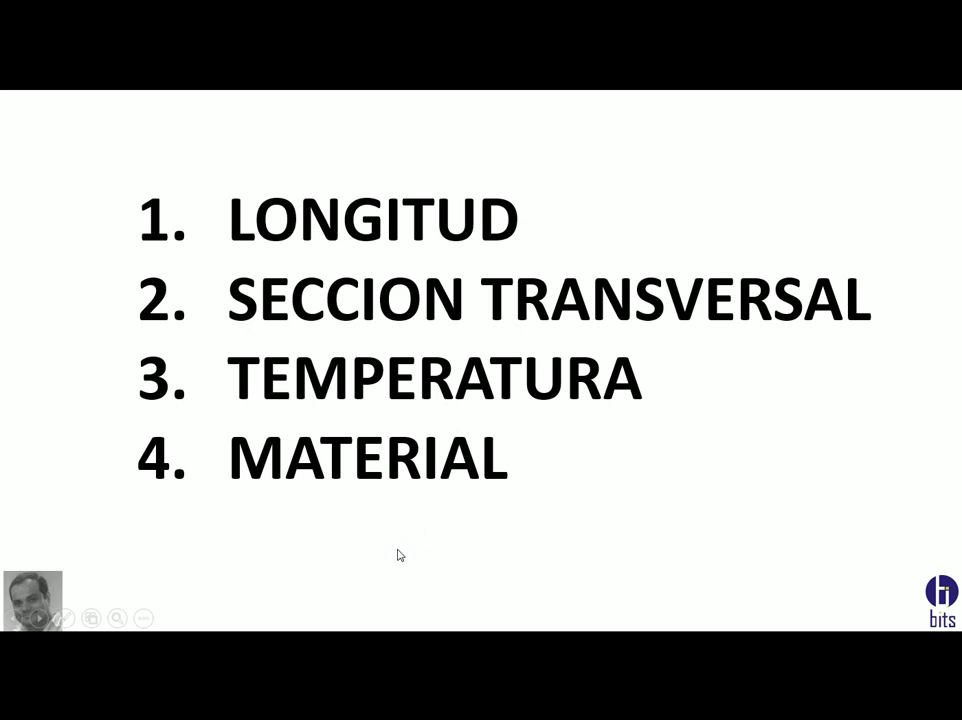 1. LONGITUD
2. SECCION TRANSVERSAL
3. TEMPERATURA
4. MATERIAL
bits